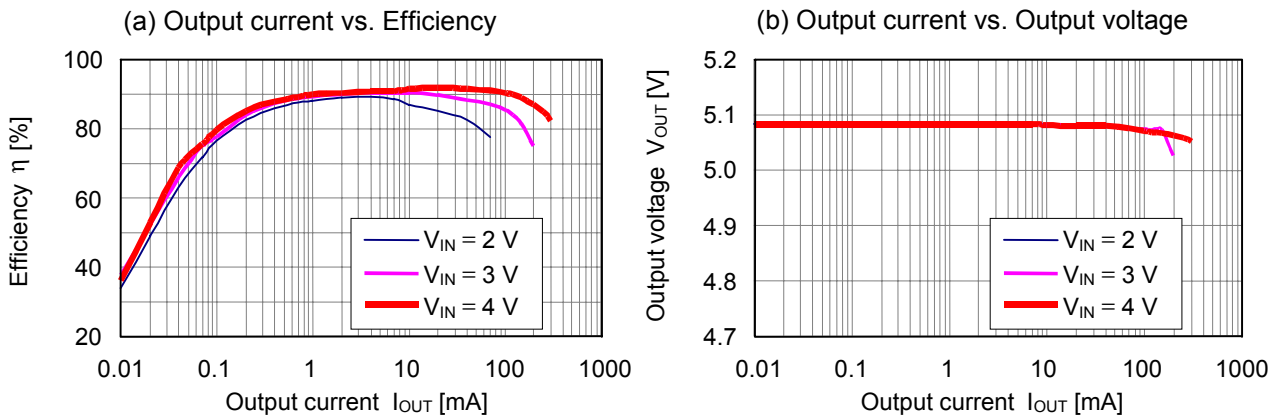 (a) Output current vs. Efficiency
100
80
60
40
20
Efficiency η [%]
0.01 0.1 1 10 100 1000
Output current IOUT [mA]
VIN = 2 V
VIN = 3 V
VIN = 4 V
(b) Output current vs. Output voltage
5.2
5.1
5.0
4.9
4.8
4.7
Output voltage VOUT [V]
0.01 0.1 1 10 100 1000
Output current IOUT [mA]
VIN = 2 V
VIN = 3 V
VIN = 4 V